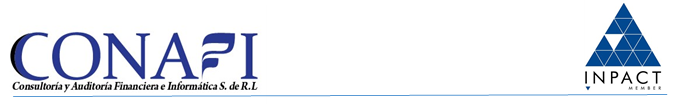 CONAFI
Consultoría y Auditoría Financiera e Informática S. de R.L
INPACT
MEMBER